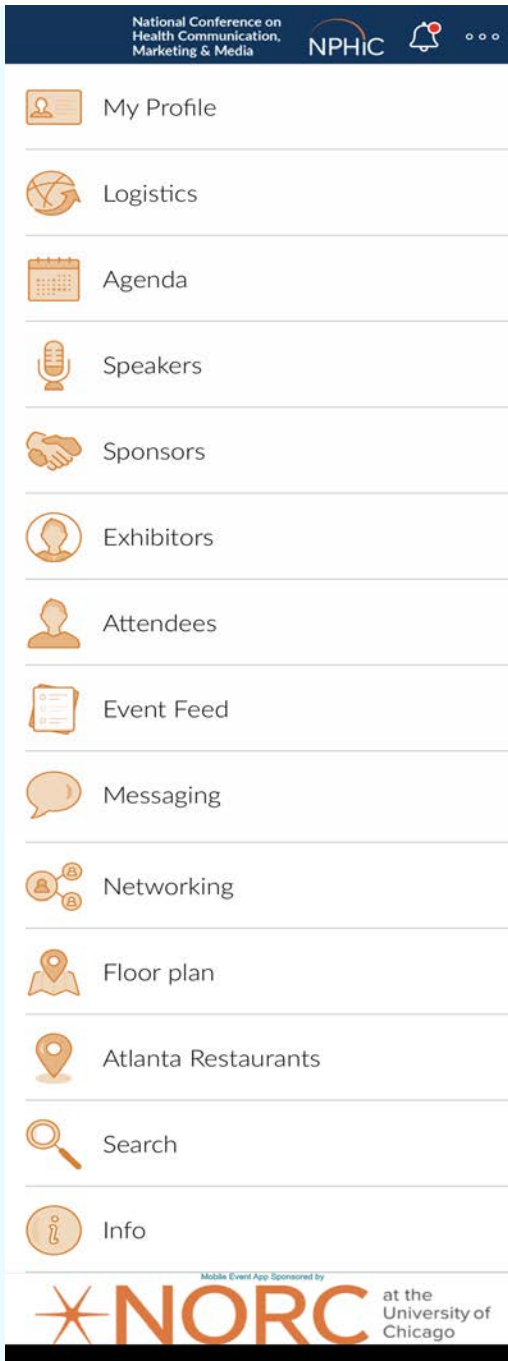 National Conference on
Health Communication,
Marketing & Media
NPHIC
My Profile
Logistics
Agenda
Speakers
Sponsors
Exhibitors
Attendees
Event Feed
Messaging
Networking
Floor plan
Atlanta Restaurants
Search
i
Info
Mobile Event App Sponsored by
NORC
at the
University of
Chicago